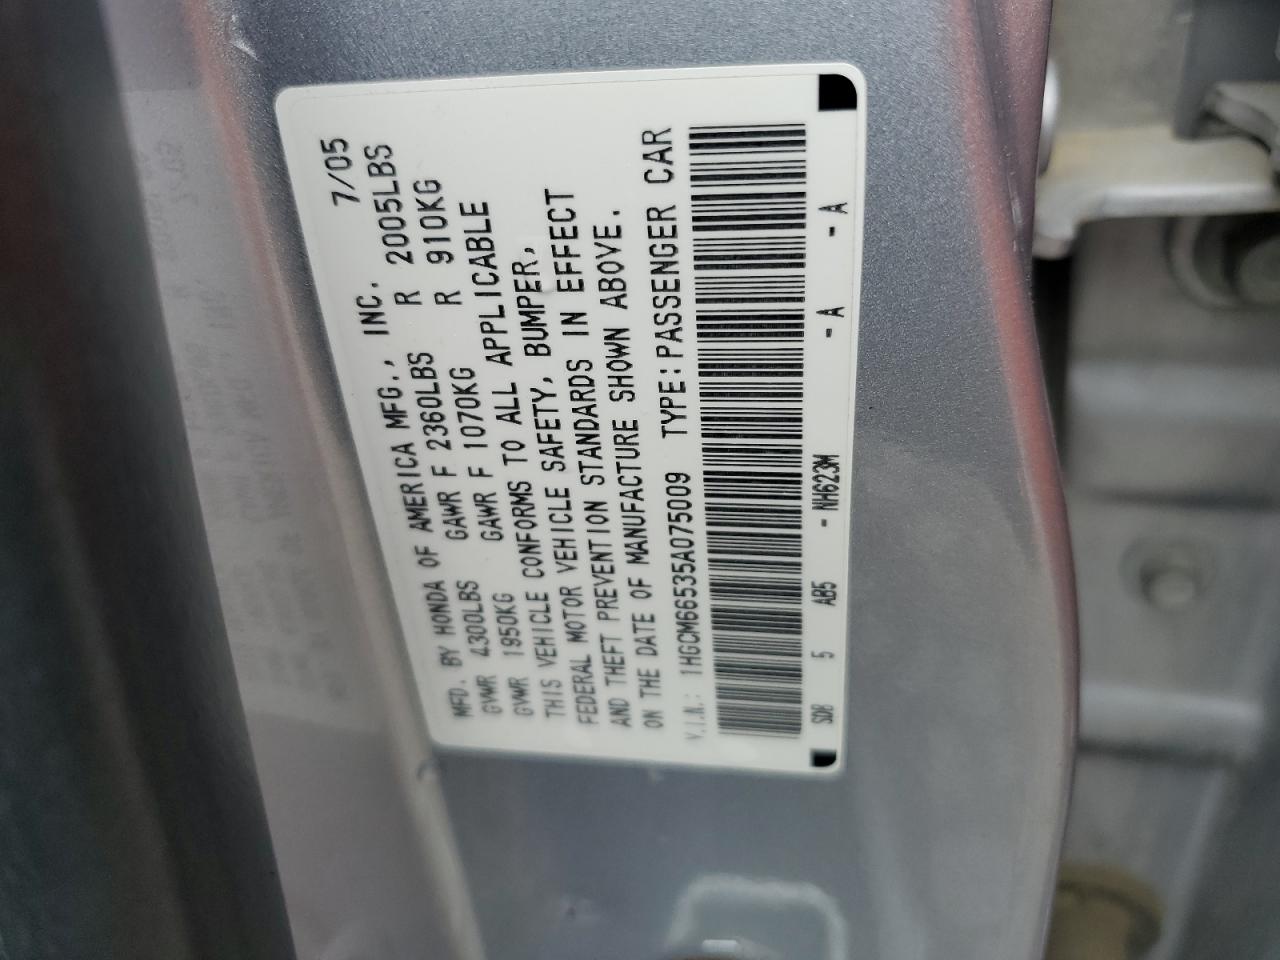 MFD. BY HONDA OF AMERICA MFG., INC. 7/05
GVWR 4300LBS GAWR F 2360LBS R 2005LBS
GVWR 1950KG GAWR F 1070KG R 910KG
THIS VEHICLE CONFORMS TO ALL APPLICABLE
FEDERAL MOTOR VEHICLE SAFETY, BUMPER,
AND THEFT PREVENTION STANDARDS IN EFFECT
ON THE DATE OF MANUFACTURE SHOWN ABOVE.
V.I.N.: 1HGCM66535A075009 TYPE:PASSENGER CAR
SDB 5 AB5 - NH623M -A -A